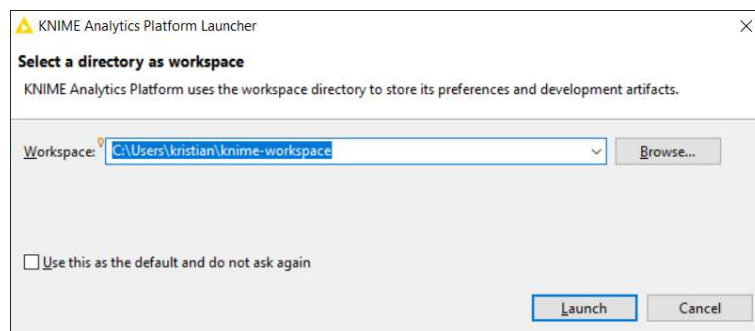 KNIME Analytics Platform Launcher
Select a directory as workspace
KNIME Analytics Platform uses the workspace directory to store its preferences and development artifacts.
Workspace: C:\Users\kristian\knime-workspace Browse...
Use this as the default and do not ask again
Launch Cancel